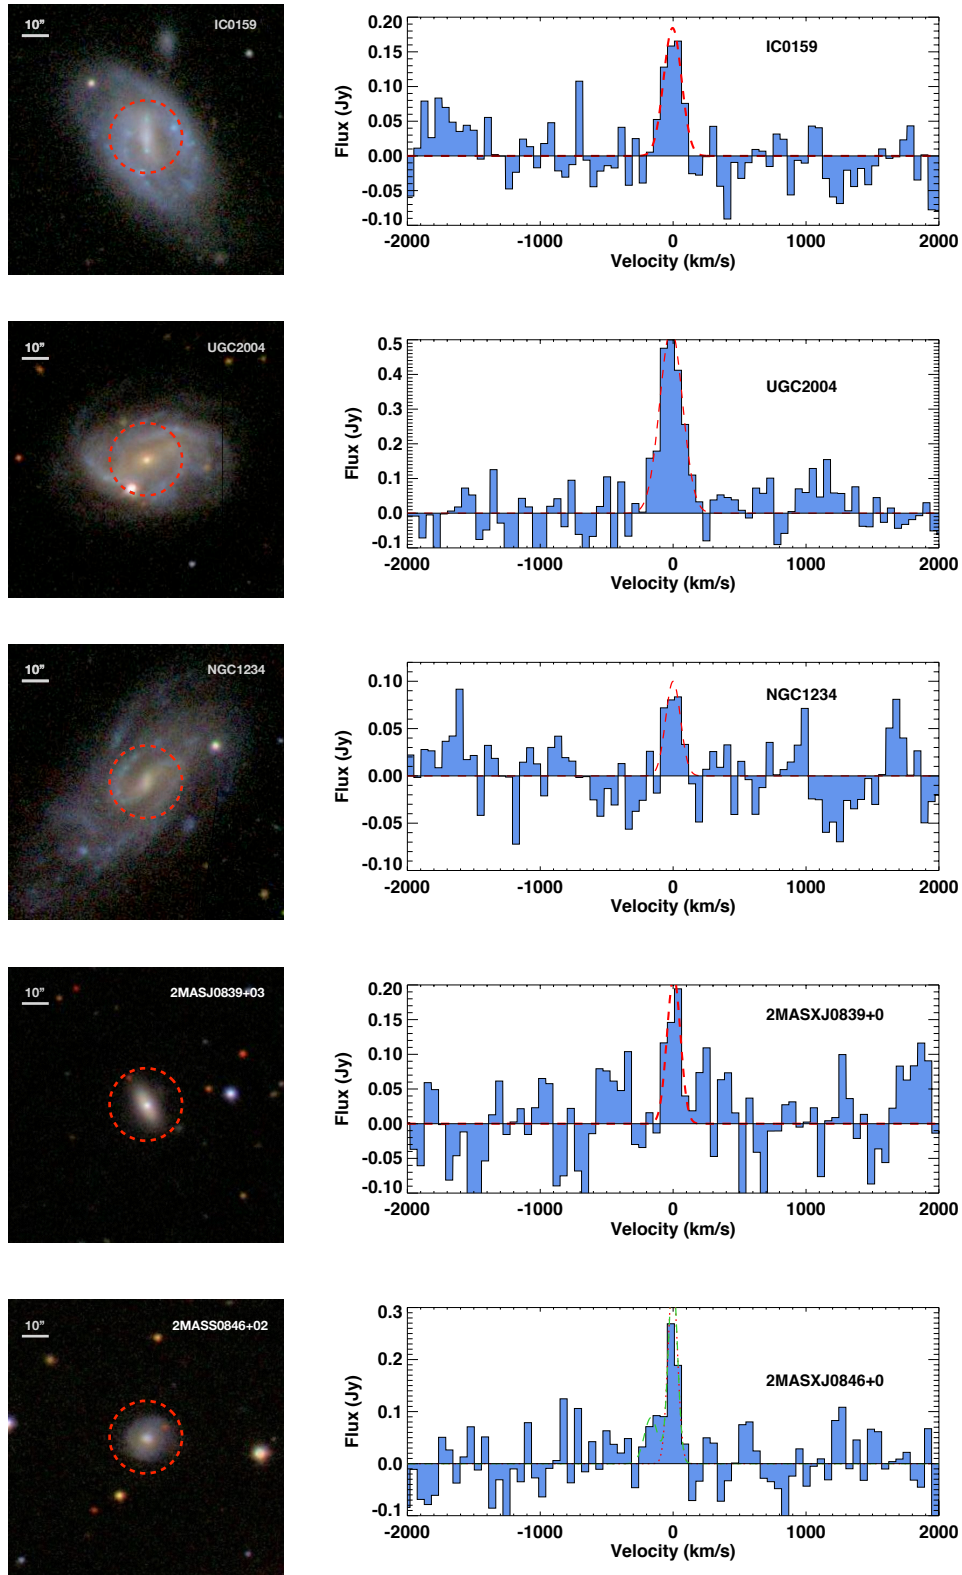 10"
IC0159
IC0159
Flux (Jy)
0.20
0.15
0.10
0.05
0.00
-0.05
-0.10
-2000 -1000 0 1000 2000
Velocity (km/s)
10"
UGC2004
UGC2004
Flux (Jy)
0.5
0.4
0.3
0.2
0.1
0.0
-0.1
-2000 -1000 0 1000 2000
Velocity (km/s)
10"
NGC1234
NGC1234
Flux (Jy)
0.10
0.05
0.00
-0.05
-0.10
-2000 -1000 0 1000 2000
Velocity (km/s)
10"
2MASJ0839+03
2MASXJ0839+0
Flux (Jy)
0.20
0.15
0.10
0.05
0.00
-0.05
-0.10
-2000 -1000 0 1000 2000
Velocity (km/s)
10"
2MASS0846+02
2MASXJ0846+0
Flux (Jy)
0.3
0.2
0.1
0.0
-0.1
-2000 -1000 0 1000 2000
Velocity (km/s)